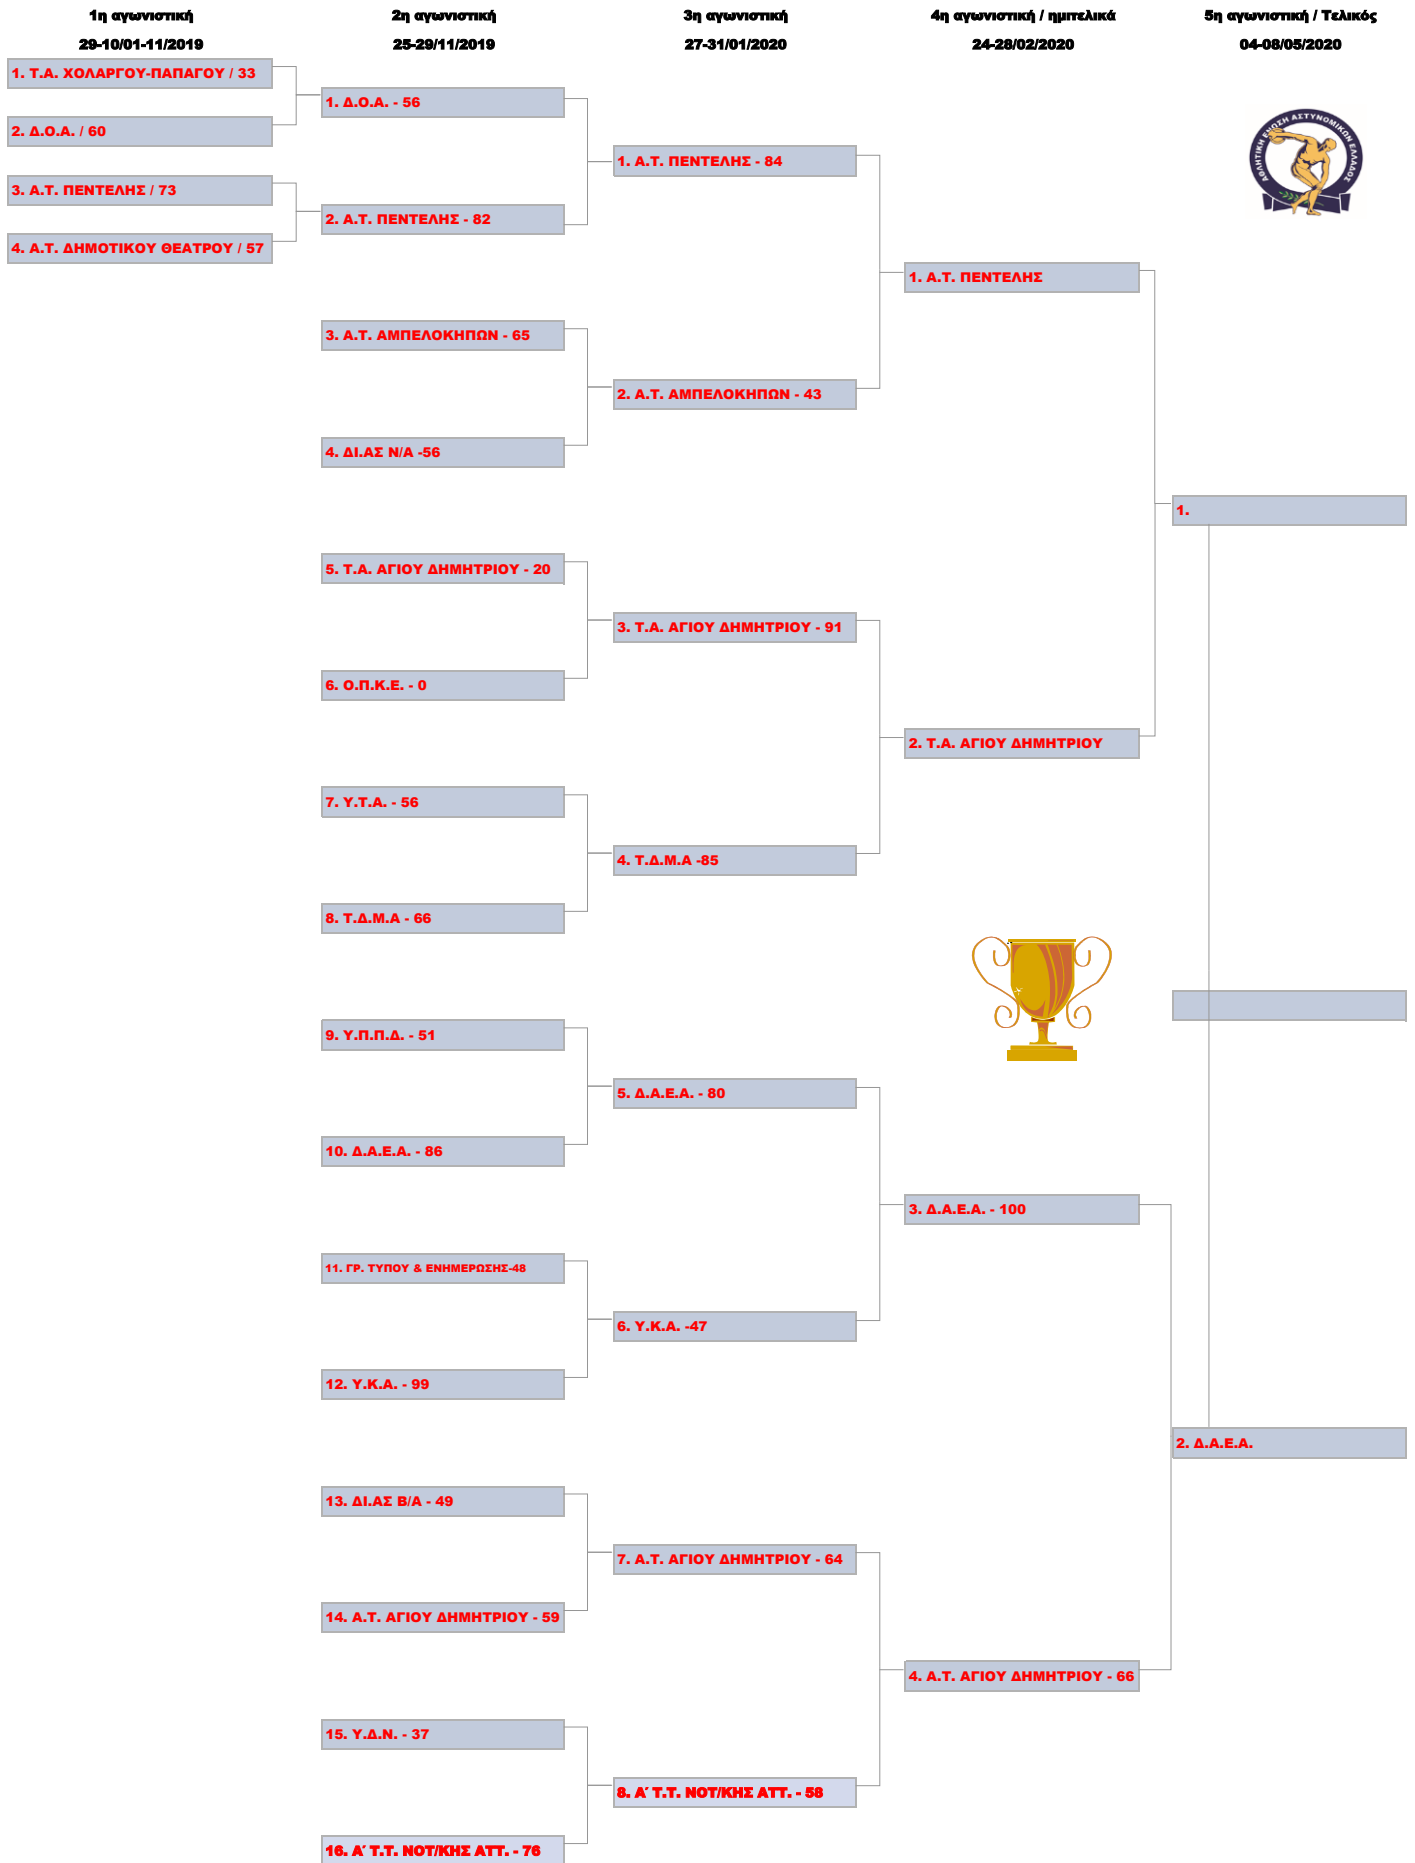 1η αγωνιστική
29-10/01-11/2019
1. Τ.Α. ΧΟΛΑΡΓΟΥ-ΠΑΠΑΓΟΥ / 33
2. Δ.Ο.Α. / 60
3. Α.Τ. ΠΕΝΤΕΛΗΣ / 73
4. Α.Τ. ΔΗΜΟΤΙΚΟΥ ΘΕΑΤΡΟΥ / 57
2η αγωνιστική
25-29/11/2019
1. Δ.Ο.Α. - 56
2. Α.Τ. ΠΕΝΤΕΛΗΣ - 82
3. Α.Τ. ΑΜΠΕΛΟΚΗΠΩΝ - 65
4. ΔΙ.ΑΣ Ν/Α -56
5. Τ.Α. ΑΓΙΟΥ ΔΗΜΗΤΡΙΟΥ - 20
6. Ο.Π.Κ.Ε. - 0
7. Υ.Τ.Α. - 56
8. Τ.Δ.Μ.Α - 66
9. Υ.Π.Π.Δ. - 51
10. Δ.Α.Ε.Α. - 86
11. ΓΡ. ΤΥΠΟΥ & ΕΝΗΜΕΡΩΣΗΣ-48
12. Υ.Κ.Α. - 99
13. ΔΙ.ΑΣ Β/Α - 49
14. Α.Τ. ΑΓΙΟΥ ΔΗΜΗΤΡΙΟΥ - 59
15. Υ.Δ.Ν. - 37
16. Α΄ Τ.Τ. ΝΟΤ/ΚΗΣ ΑΤΤ. - 76
3η αγωνιστική
27-31/01/2020
1. Α.Τ. ΠΕΝΤΕΛΗΣ - 84
2. Α.Τ. ΑΜΠΕΛΟΚΗΠΩΝ - 43
3. Τ.Α. ΑΓΙΟΥ ΔΗΜΗΤΡΙΟΥ - 91
4. Τ.Δ.Μ.Α -85
5. Δ.Α.Ε.Α. - 80
6. Υ.Κ.Α. -47
7. Α.Τ. ΑΓΙΟΥ ΔΗΜΗΤΡΙΟΥ - 64
8. Α΄ Τ.Τ. ΝΟΤ/ΚΗΣ ΑΤΤ. - 58
4η αγωνιστική / ημιτελικά
24-28/02/2020
1. Α.Τ. ΠΕΝΤΕΛΗΣ
2. Τ.Α. ΑΓΙΟΥ ΔΗΜΗΤΡΙΟΥ
3. Δ.Α.Ε.Α. - 100
4. Α.Τ. ΑΓΙΟΥ ΔΗΜΗΤΡΙΟΥ - 66
5η αγωνιστική / Τελικός
04-08/05/2020
ΑΘΛΗΤΙΚΗ ΕΝΩΣΗ ΑΣΤΥΝΟΜΙΚΩΝ ΕΛΛΑΔΟΣ
1.
2. Δ.Α.Ε.Α.